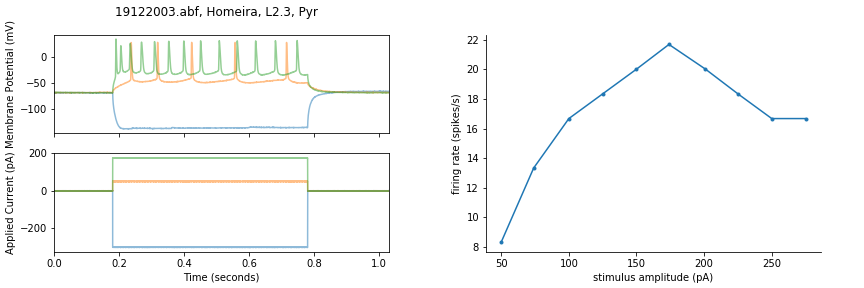 19122003.abf, Homeira, L2.3, Pyr
Membrane Potential (mV)
0
−50
−100
Applied Current (pA)
200
0
−200
0.0 0.2 0.4 0.6 0.8 1.0
Time (seconds)
firing rate (spikes/s)
22
20
18
16
14
12
10
8
50 100 150 200 250
stimulus amplitude (pA)